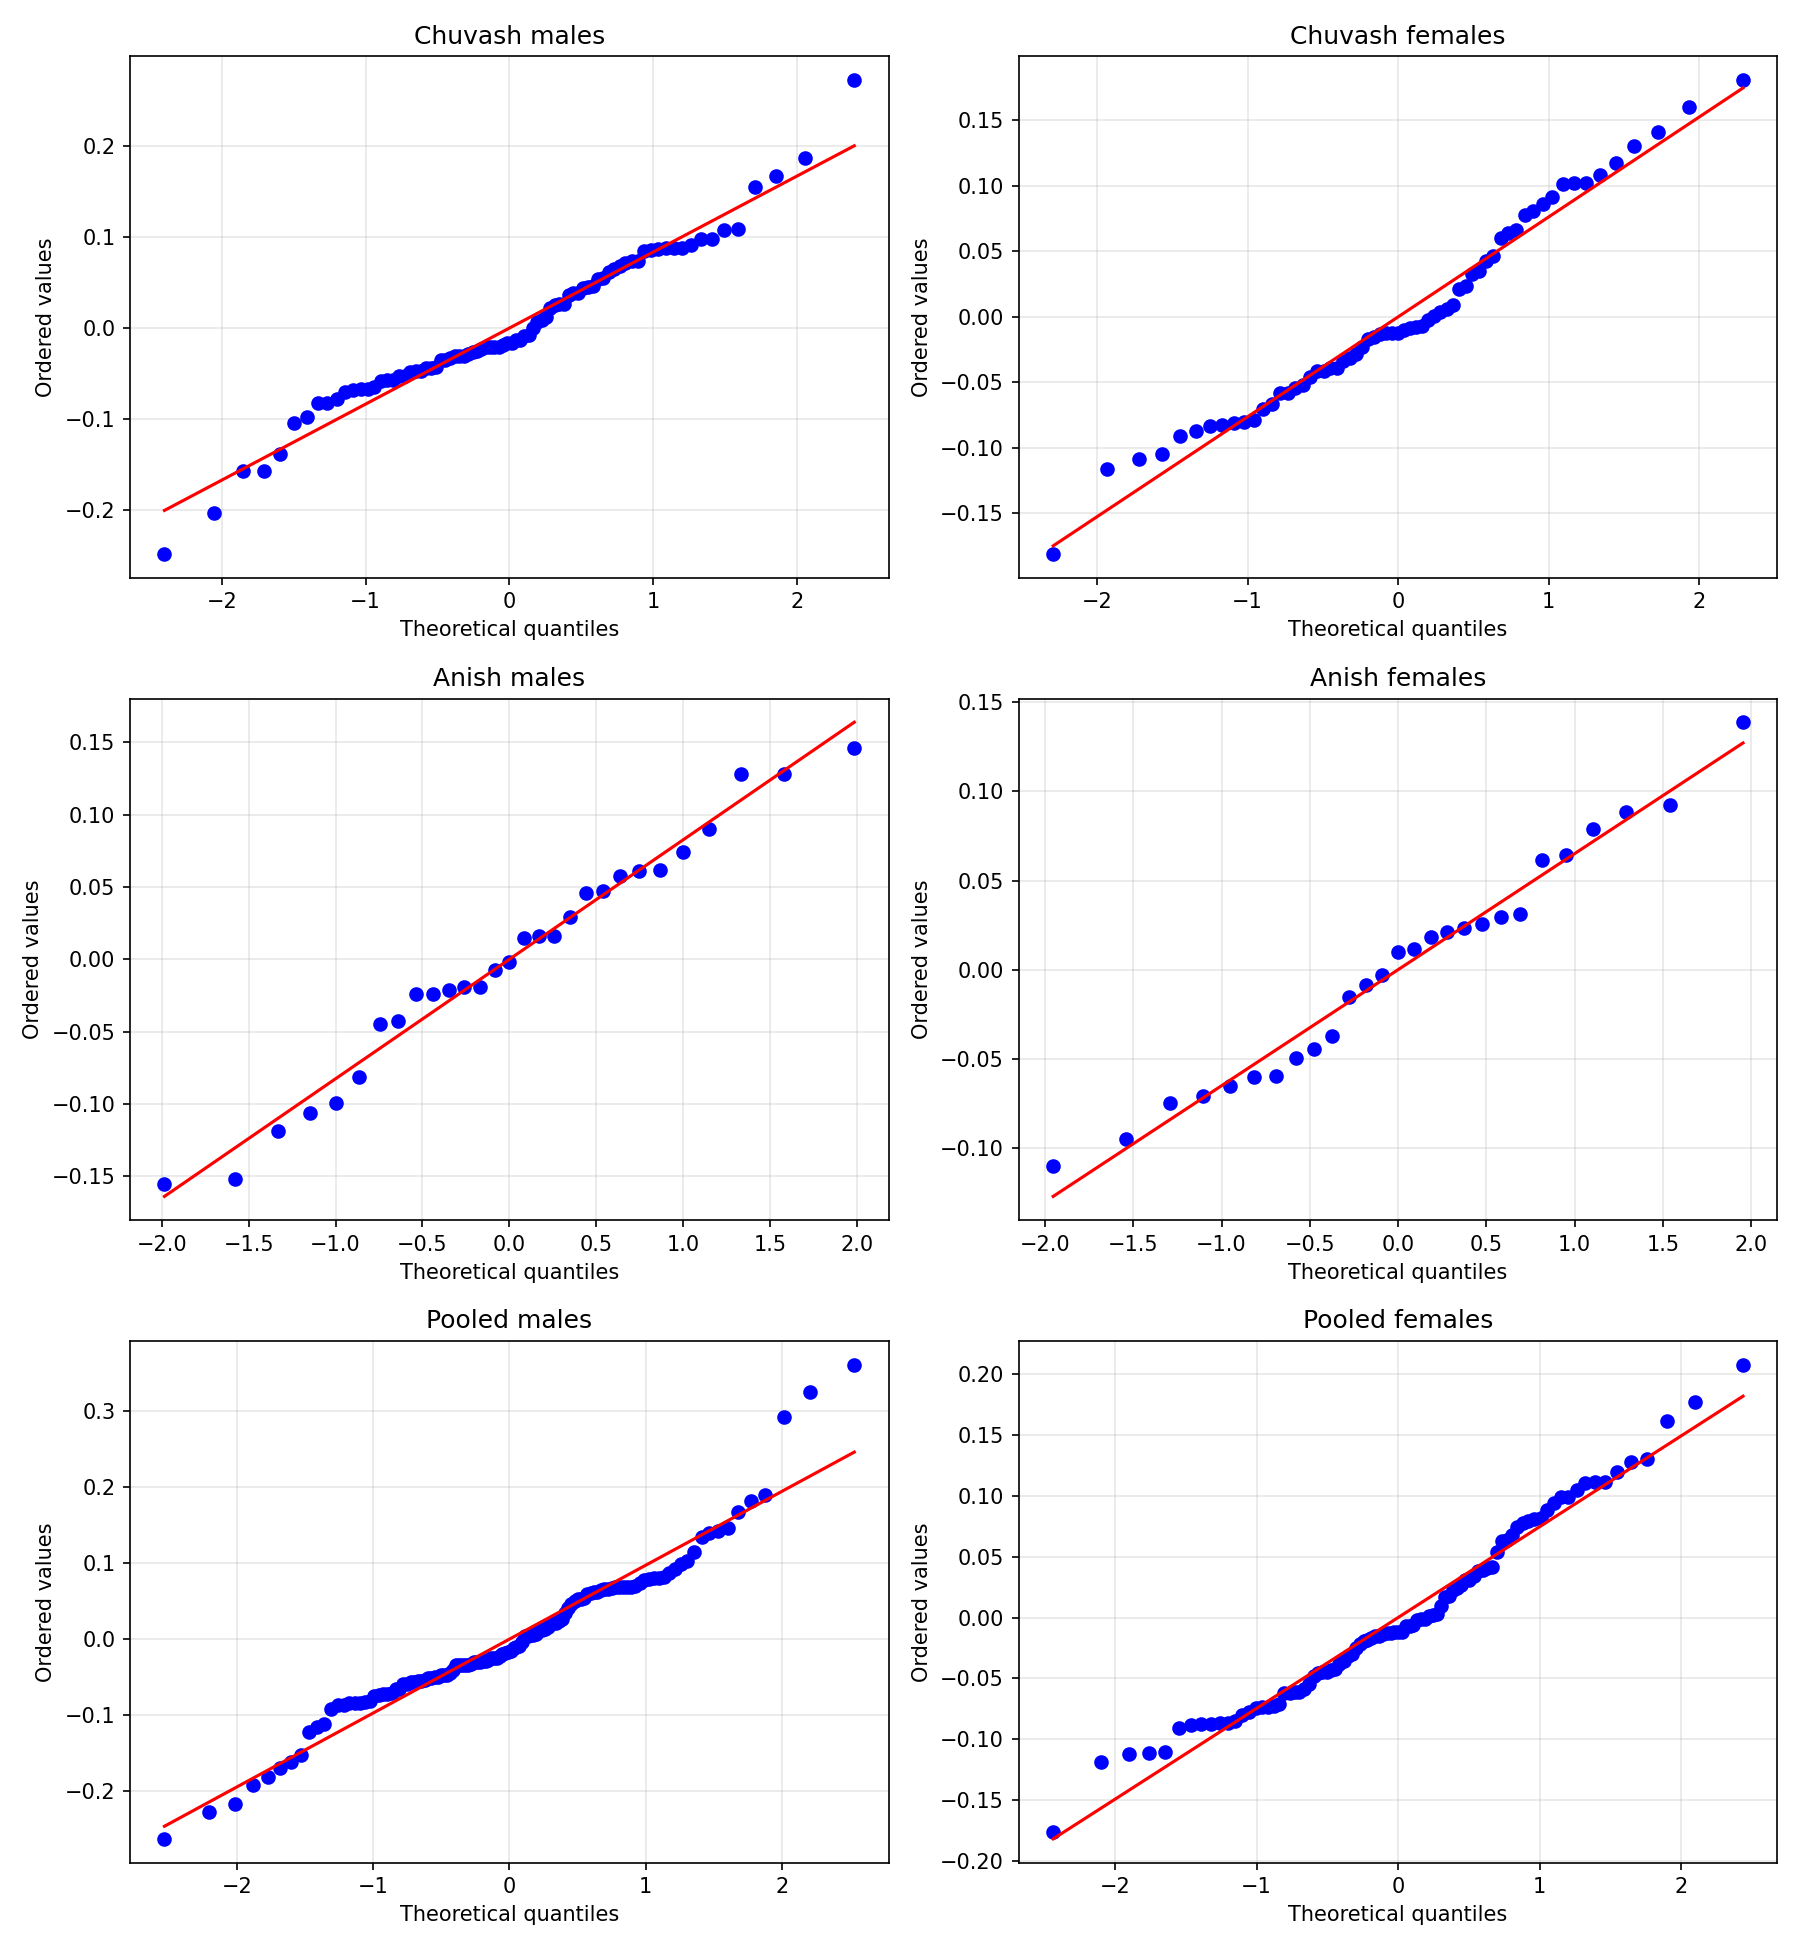 Chuvash males
Ordered values
0.2
0.1
0.0
−0.1
−0.2
−2 −1 0 1 2
Theoretical quantiles
Chuvash females
Ordered values
0.15
0.10
0.05
0.00
−0.05
−0.10
−0.15
−2 −1 0 1 2
Theoretical quantiles
Anish males
Ordered values
0.15
0.10
0.05
0.00
−0.05
−0.10
−0.15
−2.0 −1.5 −1.0 −0.5 0.0 0.5 1.0 1.5 2.0
Theoretical quantiles
Anish females
Ordered values
0.15
0.10
0.05
0.00
−0.05
−0.10
−2.0 −1.5 −1.0 −0.5 0.0 0.5 1.0 1.5 2.0
Theoretical quantiles
Pooled males
Ordered values
0.3
0.2
0.1
0.0
−0.1
−0.2
−2 −1 0 1 2
Theoretical quantiles
Pooled females
Ordered values
0.20
0.15
0.10
0.05
0.00
−0.05
−0.10
−0.15
−0.20
−2 −1 0 1 2
Theoretical quantiles